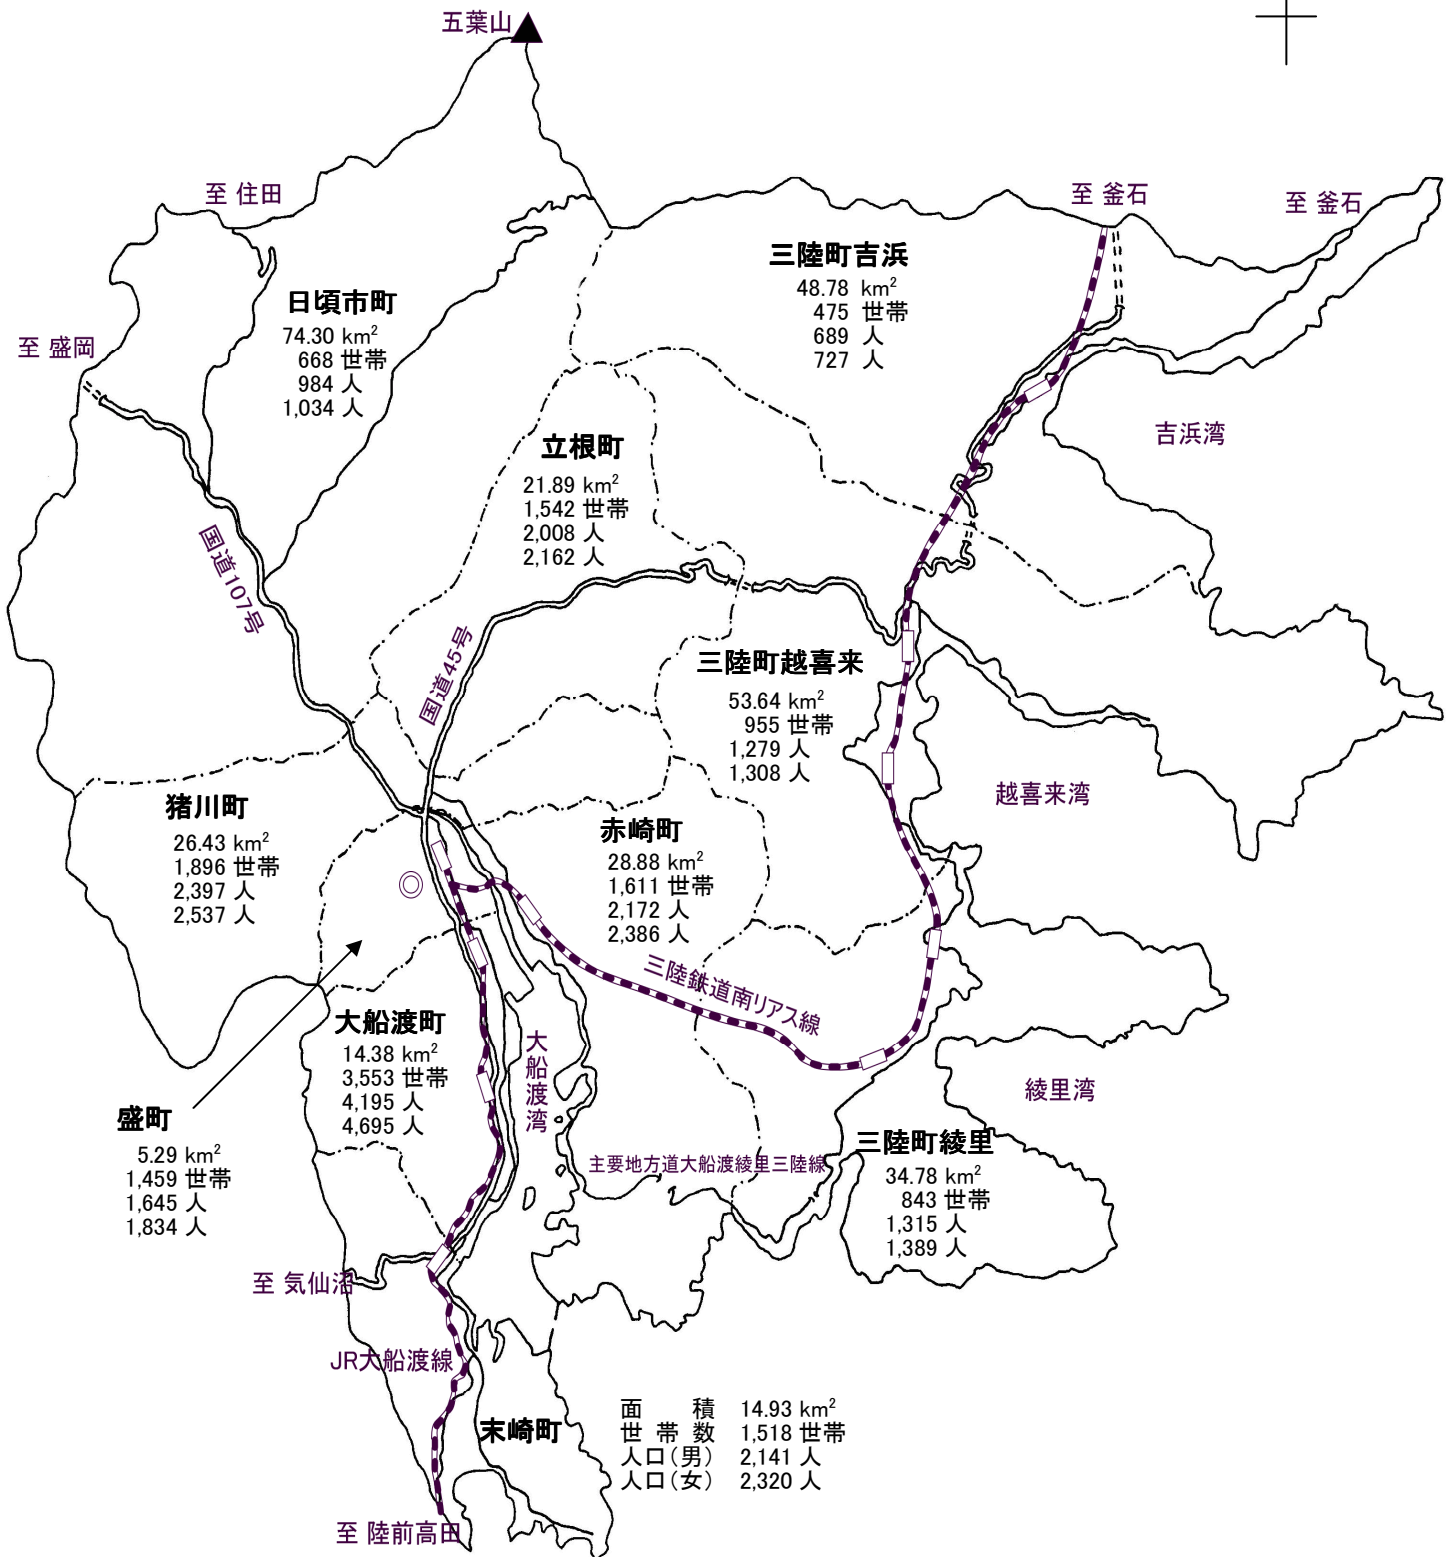 五葉山
至 住田
至 釜石
至 釜石
三陸町吉浜
48.78 km²
475 世帯
689 人
727 人
日頃市町
74.30 km²
668 世帯
984 人
1,034 人
至 盛岡
吉浜湾
立根町
21.89 km²
1,542 世帯
2,008 人
2,162 人
国道107号
国道45号
三陸町越喜来
53.64 km²
955 世帯
1,279 人
1,308 人
越喜来湾
猪川町
26.43 km²
1,896 世帯
2,397 人
2,537 人
赤崎町
28.88 km²
1,611 世帯
2,172 人
2,386 人
三陸鉄道南リアス線
大船渡町
14.38 km²
3,553 世帯
4,195 人
4,695 人
大船渡湾
綾里湾
盛町
5.29 km²
1,459 世帯
1,645 人
1,834 人
主要地方道大船渡綾里三陸線
三陸町綾里
34.78 km²
843 世帯
1,315 人
1,389 人
至 気仙沼
JR大船渡線
末崎町
面 積 14.93 km²
世 帯 数 1,518 世帯
人口(男) 2,141 人
人口(女) 2,320 人
至 陸前高田